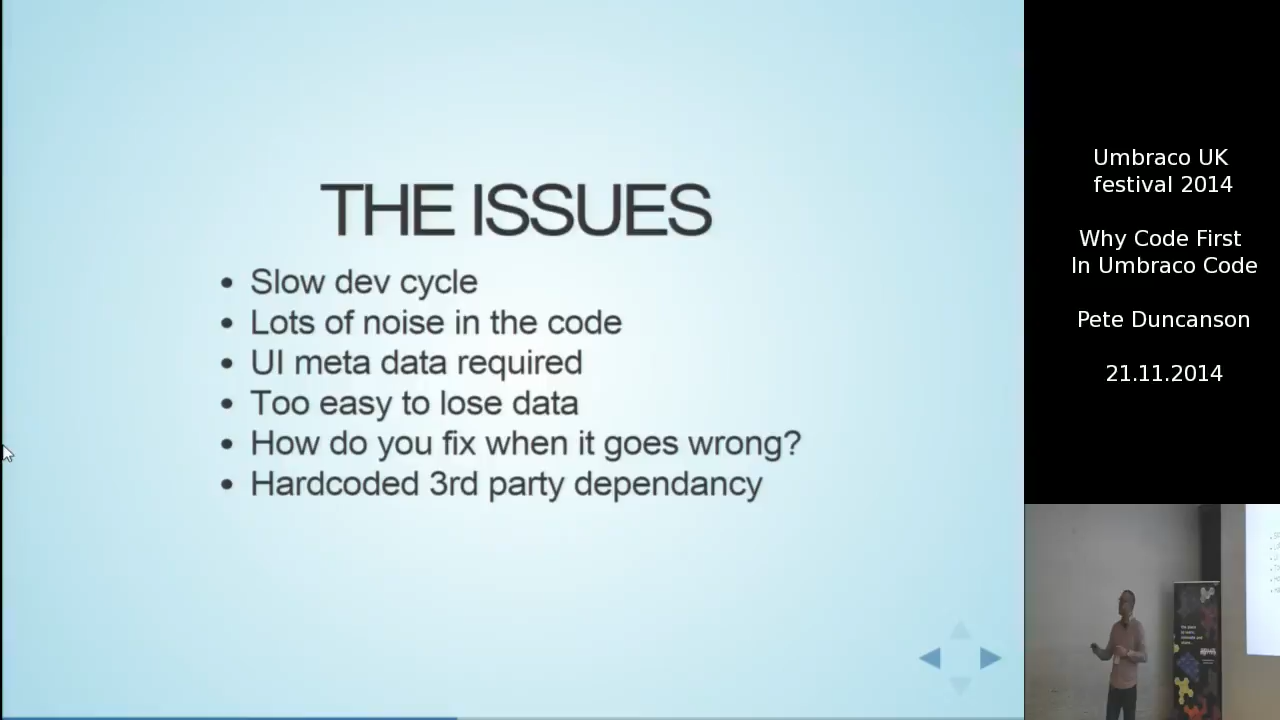 THE ISSUES
• Slow dev cycle
• Lots of noise in the code
• UI meta data required
• Too easy to lose data
• How do you fix when it goes wrong?
• Hardcoded 3rd party dependancy
Umbraco UK
festival 2014
Why Code First
In Umbraco Code
Pete Duncanson
21.11.2014